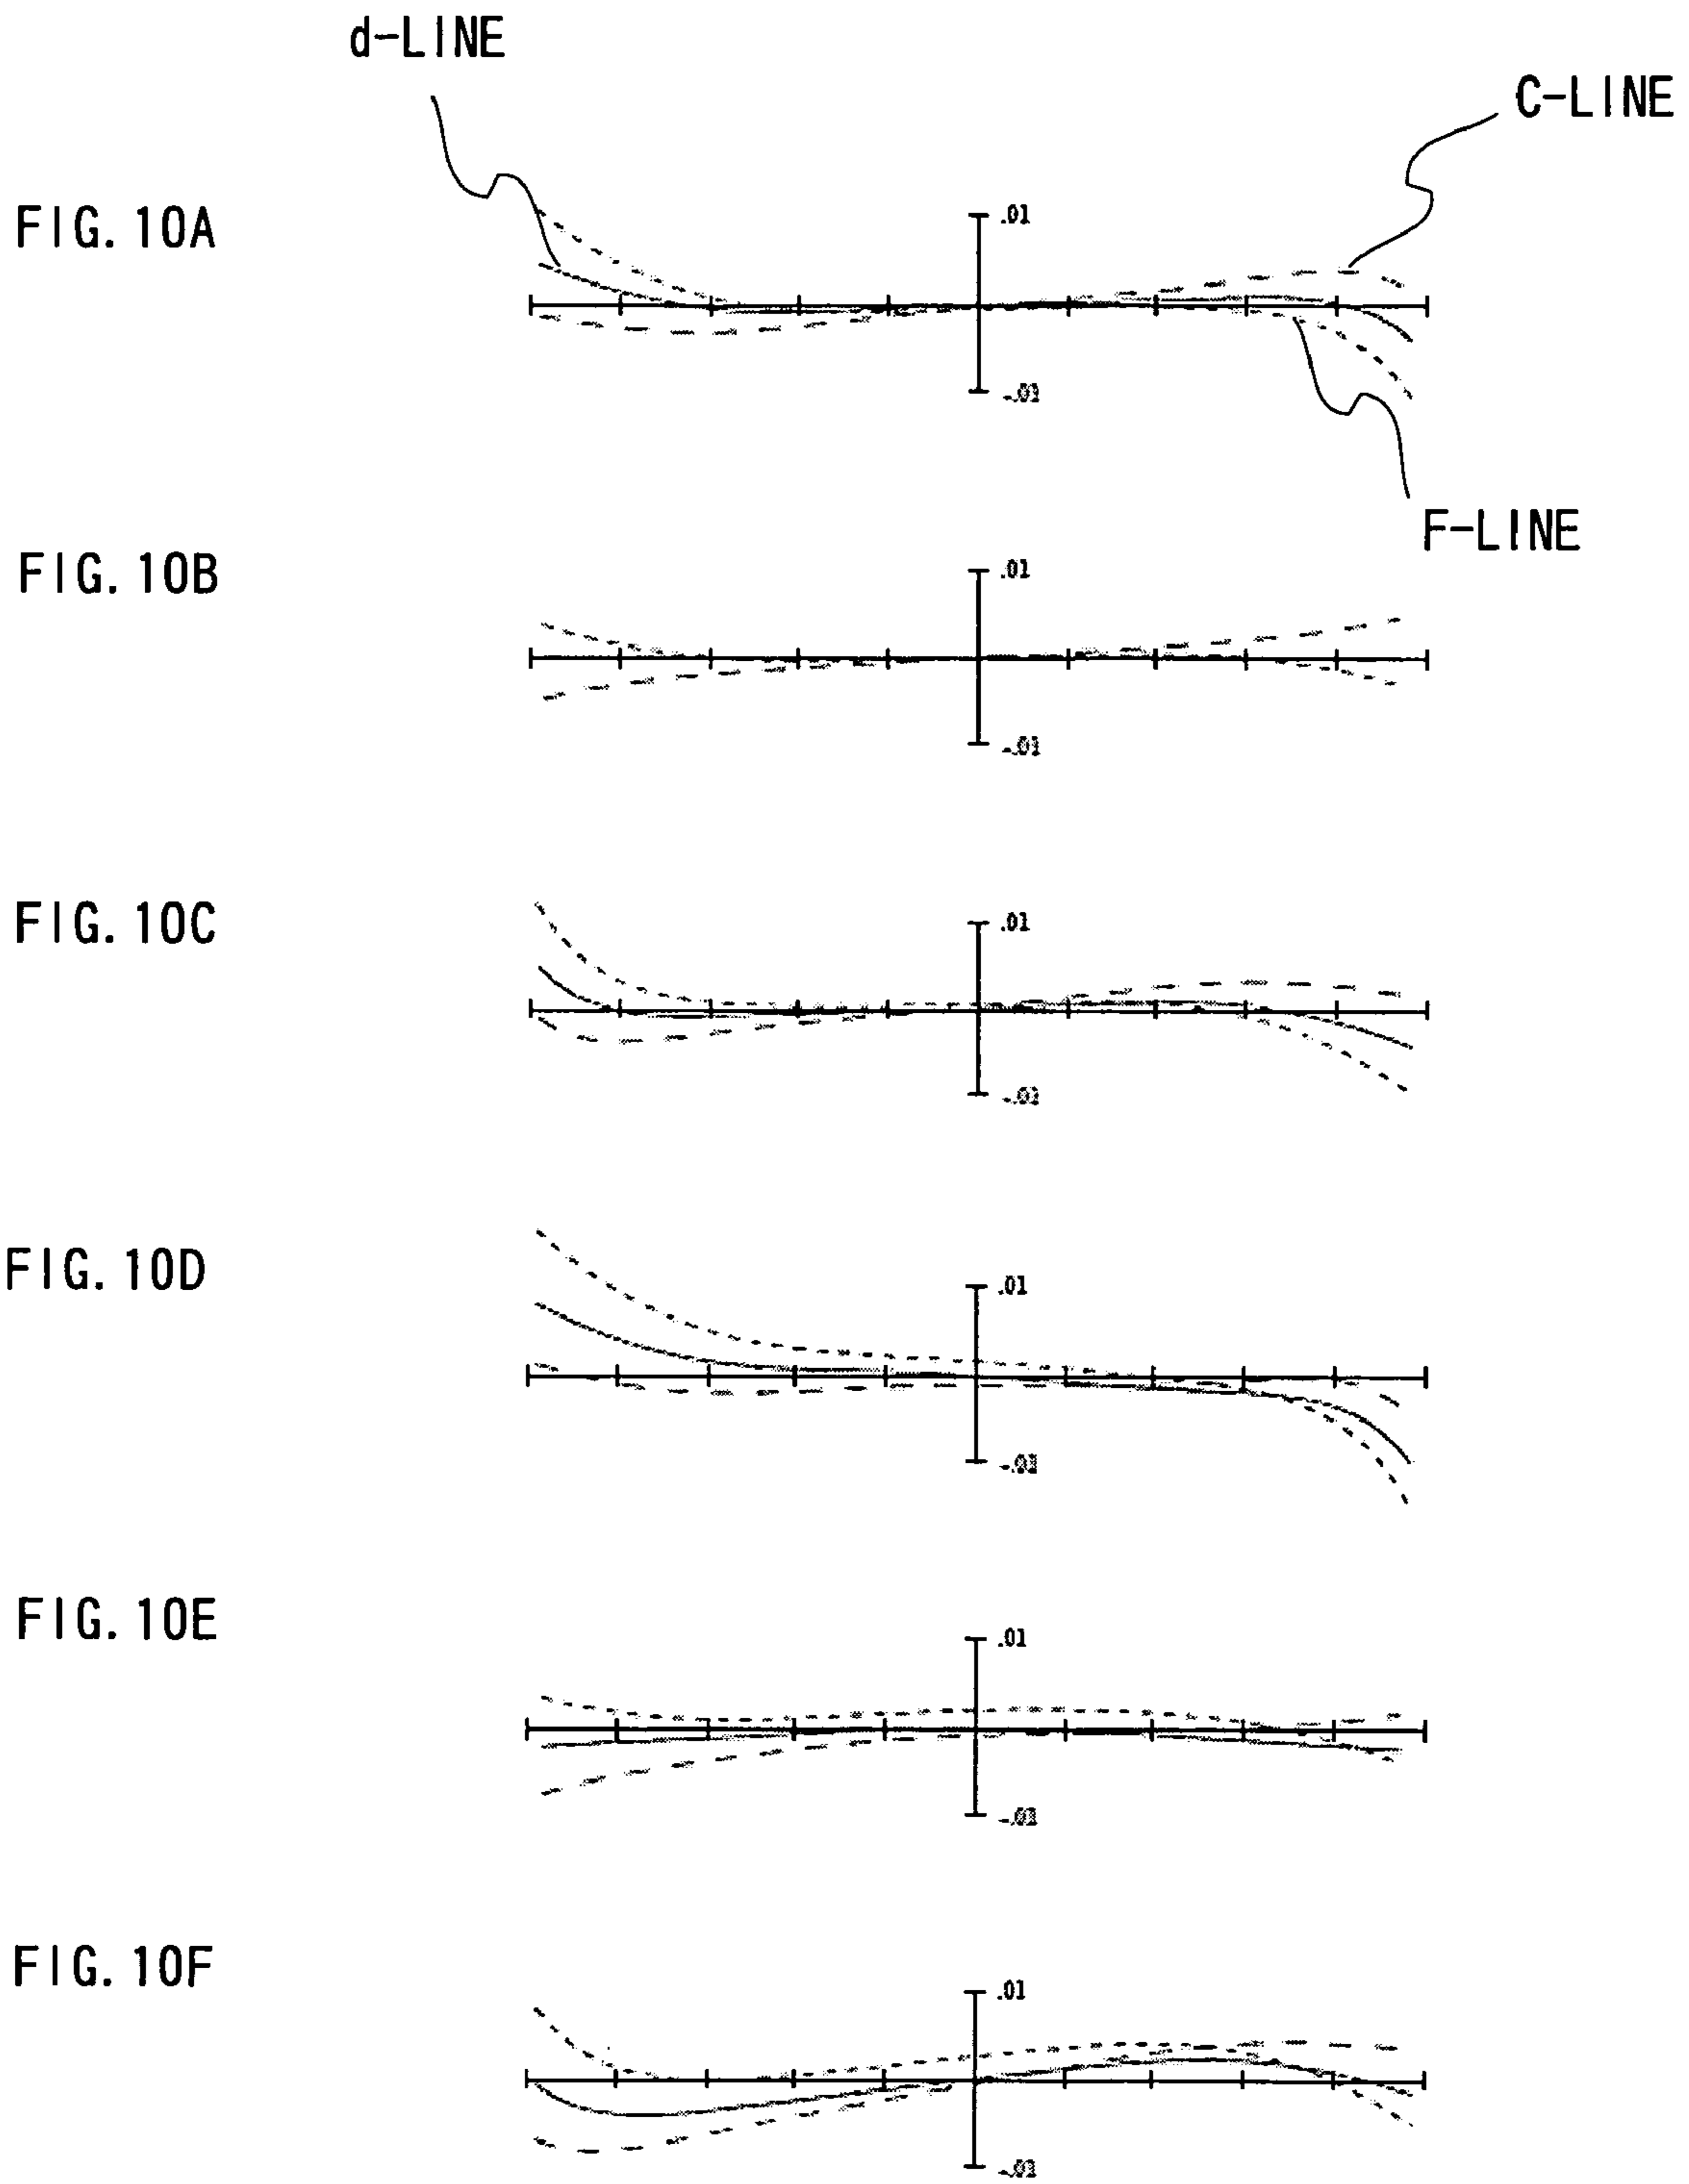 d-LINE
C-LINE
FIG. 10A
.01
-.01
F-LINE
FIG. 10B
.01
-.01
FIG. 10C
.01
-.01
FIG. 10D
.01
-.01
FIG. 10E
.01
-.01
FIG. 10F
.01
-.01